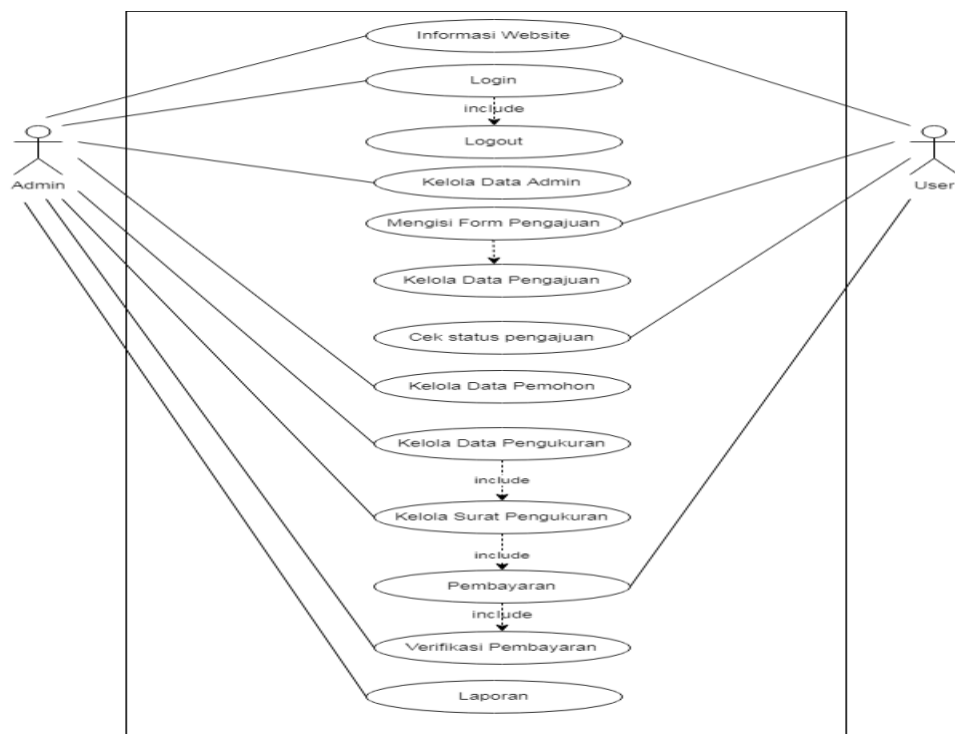 Informasi Website
Login
include
Logout
Admin
User
Kelola Data Admin
Mengisi Form Pengajuan
Kelola Data Pengajuan
Cek status pengajuan
Kelola Data Pemohon
Kelola Data Pengukuran
include
Kelola Surat Pengukuran
include
Pembayaran
include
Verifikasi Pembayaran
Laporan